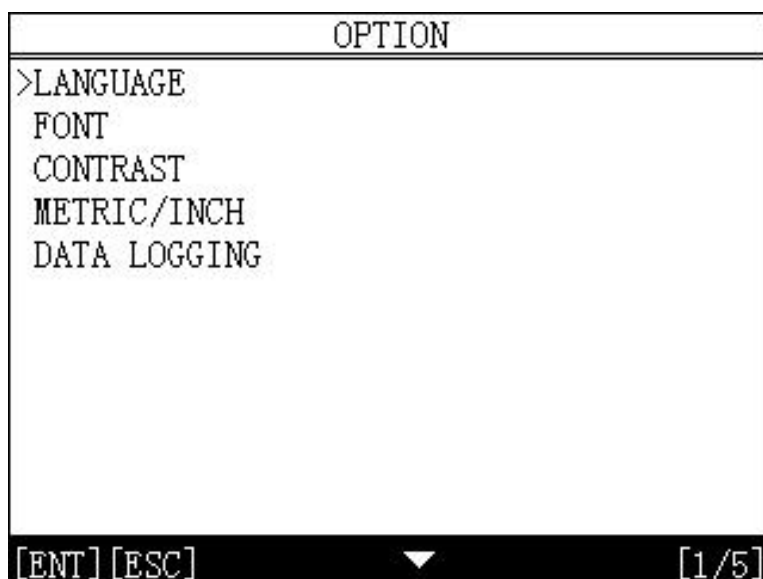 OPTION
>LANGUAGE
FONT
CONTRAST
METRIC/INCH
DATA LOGGING
[ENT][ESC] [1/5]